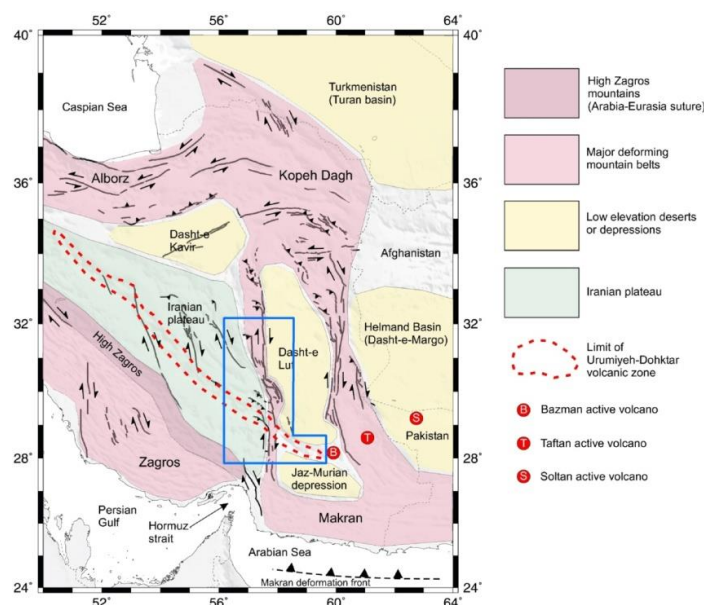 52° 56° 60° 64°
40° 40°
Turkmenistan
(Turan basin)
Caspian Sea
Alborz
Kopeh Dagh
36° 36°
Dasht-e
Kavir
Afghanistan
Iranian
plateau
32° 32°
High Zagros
Dasht-e
Lut
Helmand Basin
(Dasht-e-Margo)
S
T
B
Pakistan
28° 28°
Zagros
Jaz-Murian
depression
Persian
Gulf
Hormuz
strait
Makran
Arabian Sea
Makran deformation front
24° 24°
52° 56° 60° 64°
High Zagros
mountains
(Arabia-Eurasia suture)
Major deforming
mountain belts
Low elevation deserts
or depressions
Iranian plateau
Limit of
Urumiyeh-Dohktar
volcanic zone
B Bazman active volcano
T Taftan active volcano
S Soltan active volcano